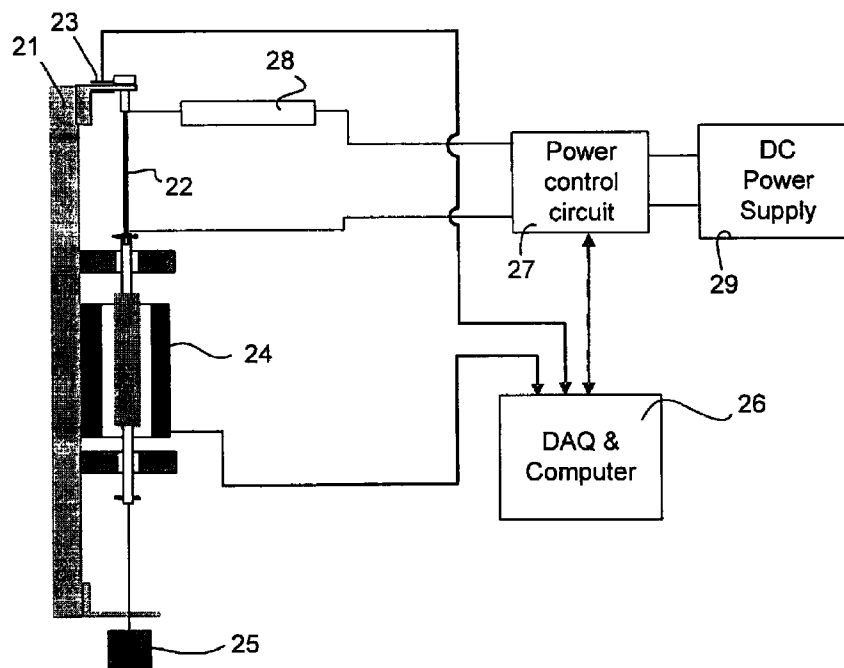 21
23
28
22
Power
control
circuit
27
DC
Power
Supply
29
24
26
DAQ &
Computer
25